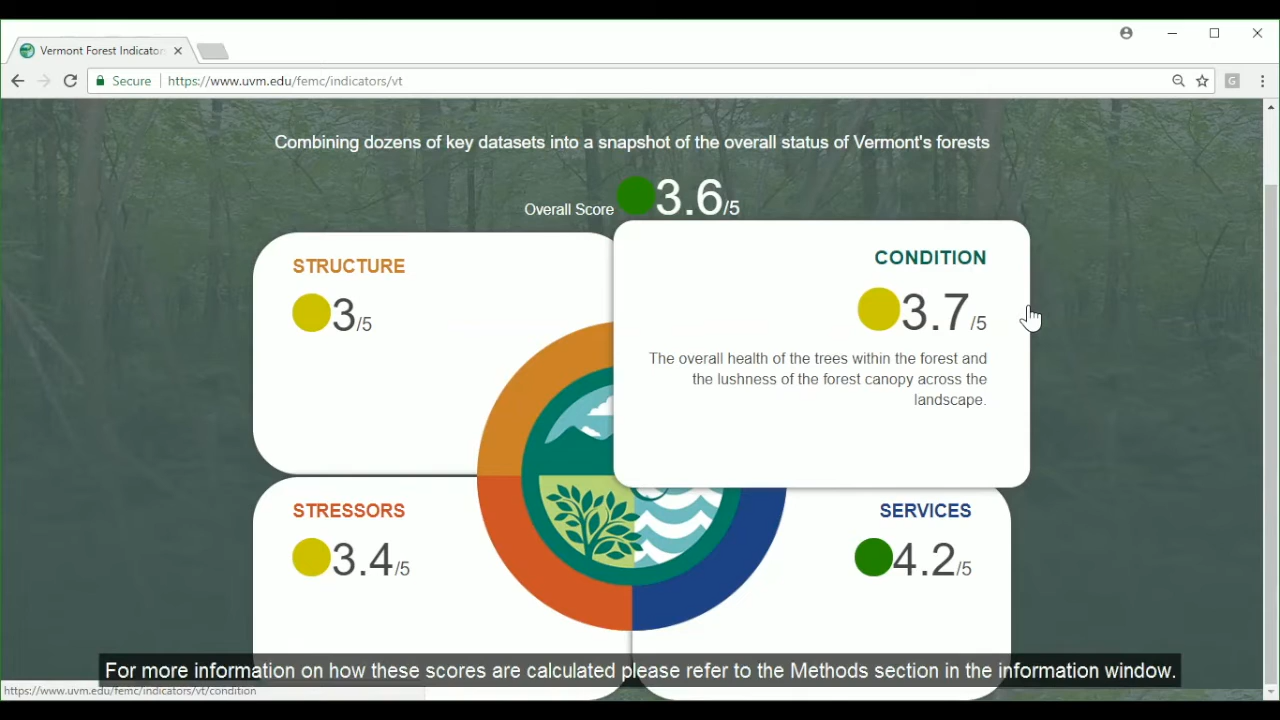 Vermont Forest Indicator
Secure
https://www.uvm.edu/femc/indicators/vt
G
Combining dozens of key datasets into a snapshot of the overall status of Vermont's forests
Overall Score 3.6/5
STRUCTURE
3/5
CONDITION
3.7/5
The overall health of the trees within the forest and
the lushness of the forest canopy across the
landscape.
STRESSORS
3.4/5
SERVICES
4.2/5
For more information on how these scores are calculated please refer to the Methods section in the information window.
https://www.uvm.edu/femc/indicators/vt/condition